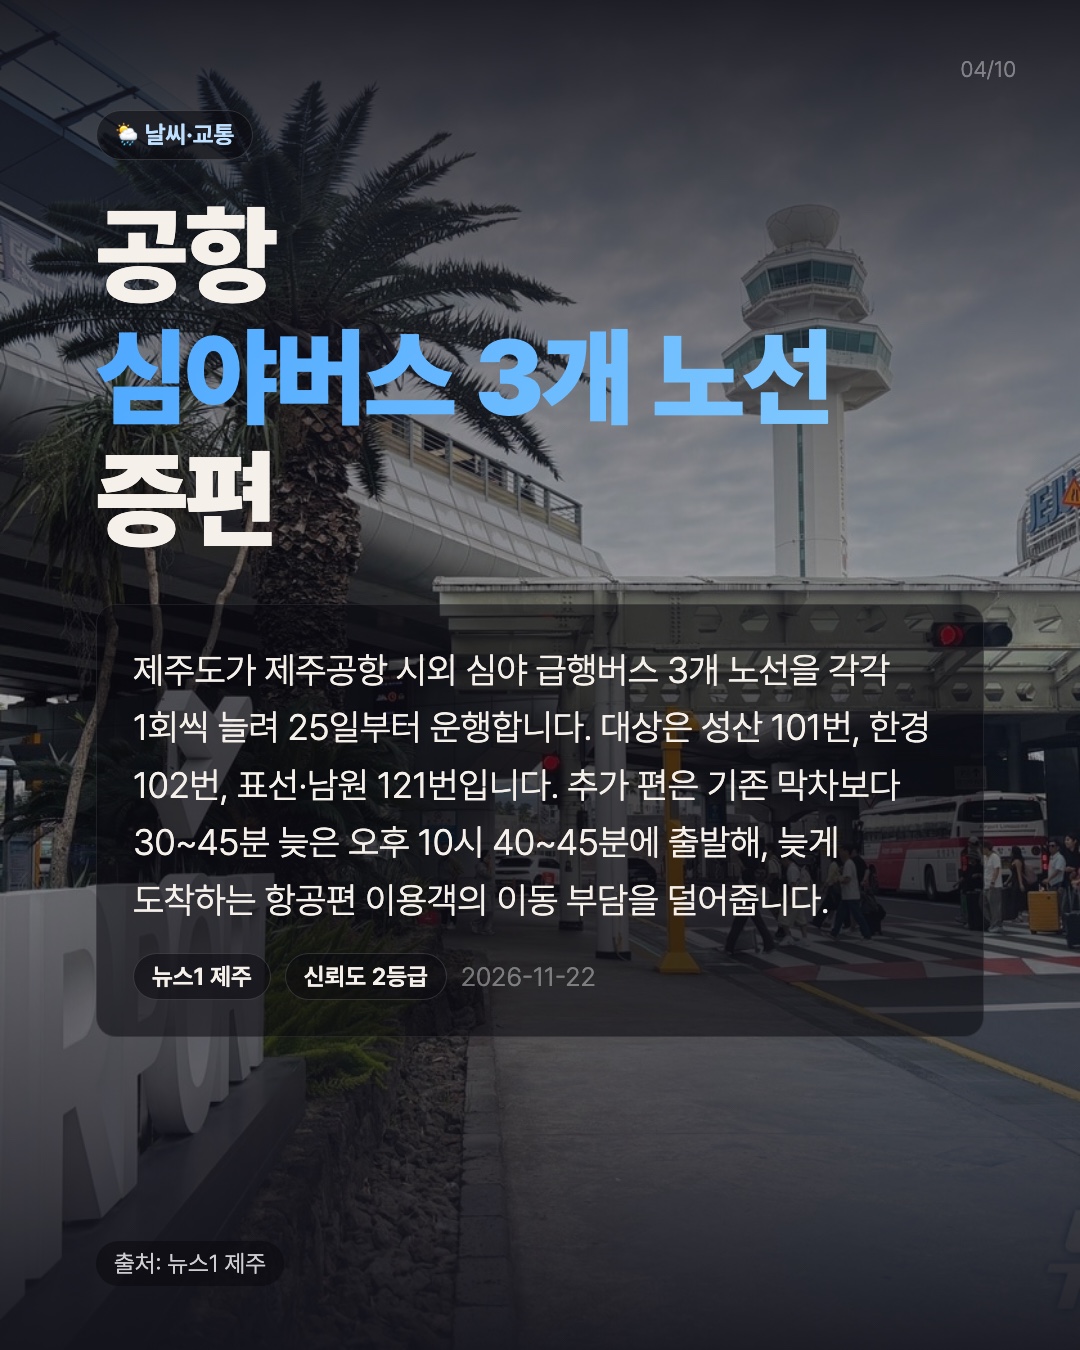 04/10
날씨·교통
공항
심야버스 3개 노선
증편
JEJU
제주도가 제주공항 시외 심야 급행버스 3개 노선을 각각
1회씩 늘려 25일부터 운행합니다. 대상은 성산 101번, 한경
102번, 표선·남원 121번입니다. 추가 편은 기존 막차보다
30~45분 늦은 오후 10시 40~45분에 출발해, 늦게
도착하는 항공편 이용객의 이동 부담을 덜어줍니다.
뉴스1 제주 신뢰도 2등급 2026-11-22
출처: 뉴스1 제주